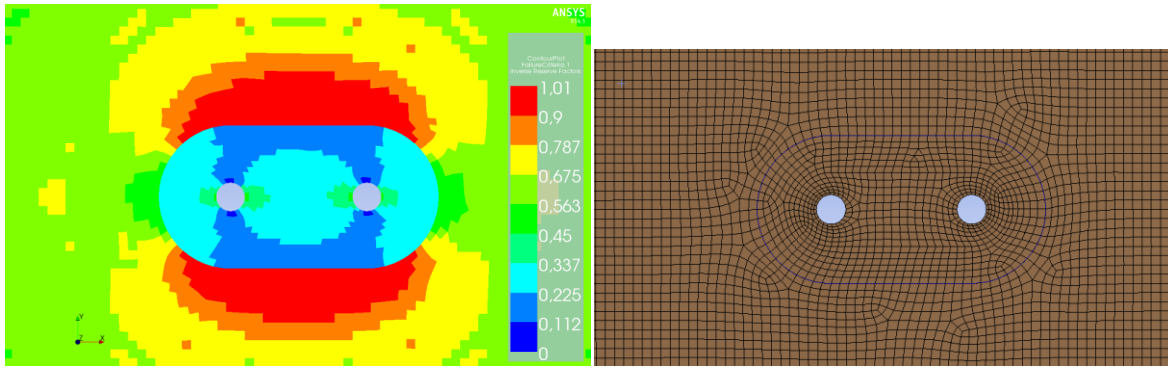 ANSYS
ContourPlot
FailureCriteria.1
Inverse Reserve Factor
1,01
0,9
0,787
0,675
0,563
0,45
0,337
0,225
0,112
0
Y
Z
X